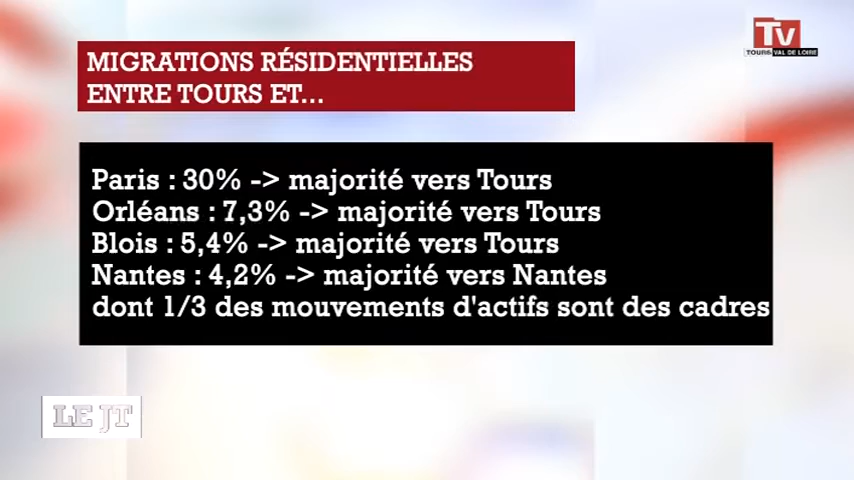 MIGRATIONS RÉSIDENTIELLES
ENTRE TOURS ET...
TV
TOURS VAL DE LOIRE
Paris : 30% -> majorité vers Tours
Orléans : 7,3% -> majorité vers Tours
Blois : 5,4% -> majorité vers Tours
Nantes : 4,2% -> majorité vers Nantes
dont 1/3 des mouvements d'actifs sont des cadres
LE JT